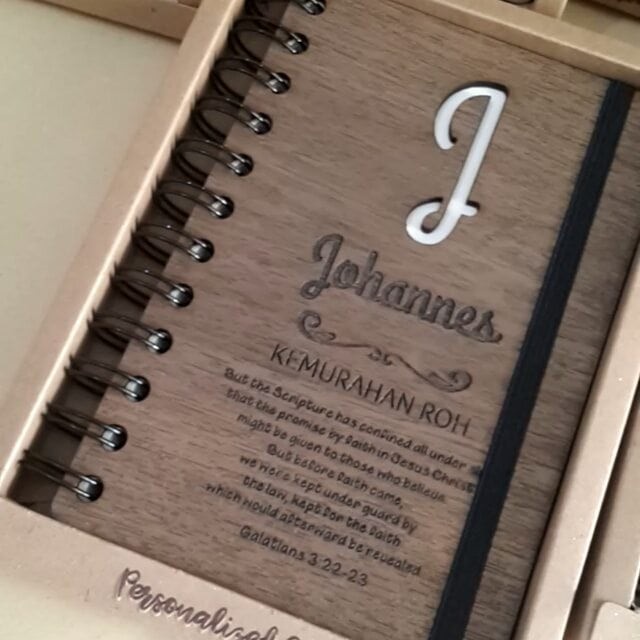 J
Johannes
KEMURAHAN ROH
But the Scripture has confined all under
that the promise by faith in Jesus Christ
might be given to those who believe.
But before faith came,
we were kept under guard by
the law, kept for the faith
which would afterward be revealed
Galatians 3:22-23
Personalized